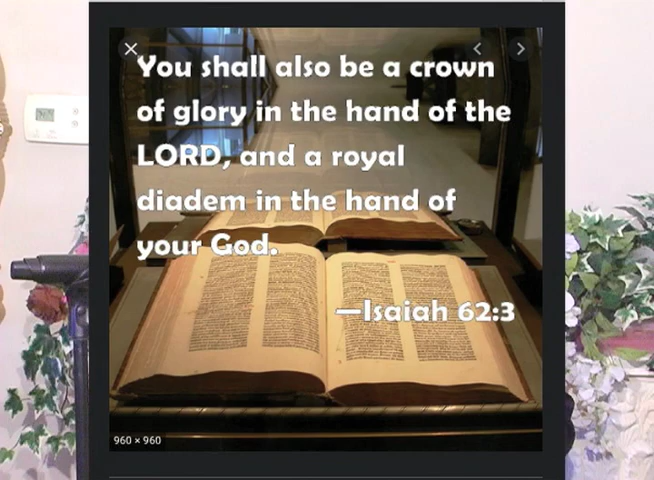 You shall also be a crown
of glory in the hand of the
LORD, and a royal
diadem in the hand of
your God.
—Isaiah 62:3
960 × 960